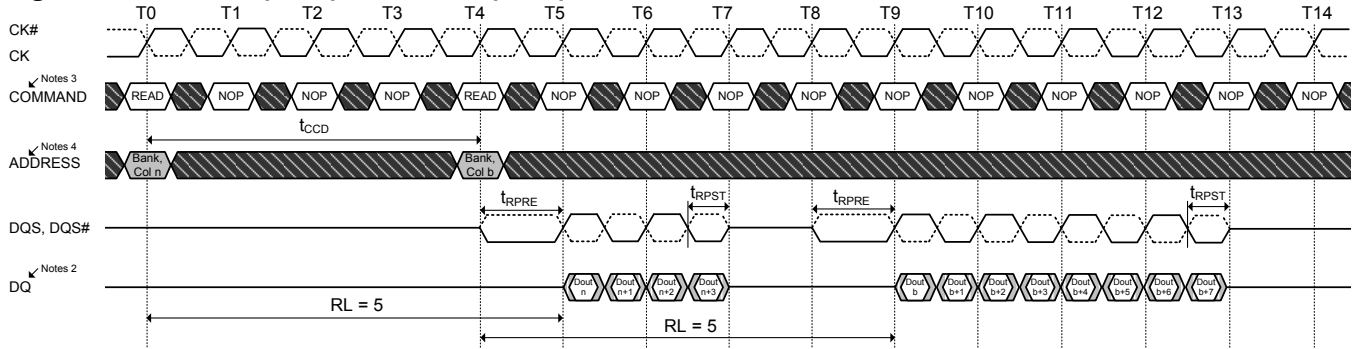 T0 T1 T2 T3 T4 T5 T6 T7 T8 T9 T10 T11 T12 T13 T14
CK#
CK
Notes 3
COMMAND READ NOP NOP NOP READ NOP NOP NOP NOP NOP NOP NOP NOP NOP NOP
tCCD
Notes 4
ADDRESS
Bank, Col n
Bank, Col b
tRPRE tRPST tRPRE tRPST
DQS, DQS#
Notes 2
DQ
Dout n
Dout n+1
Dout n+2
Dout n+3
Dout b
Dout b+1
Dout b+2
Dout b+3
Dout b+4
Dout b+5
Dout b+6
Dout b+7
RL = 5
RL = 5